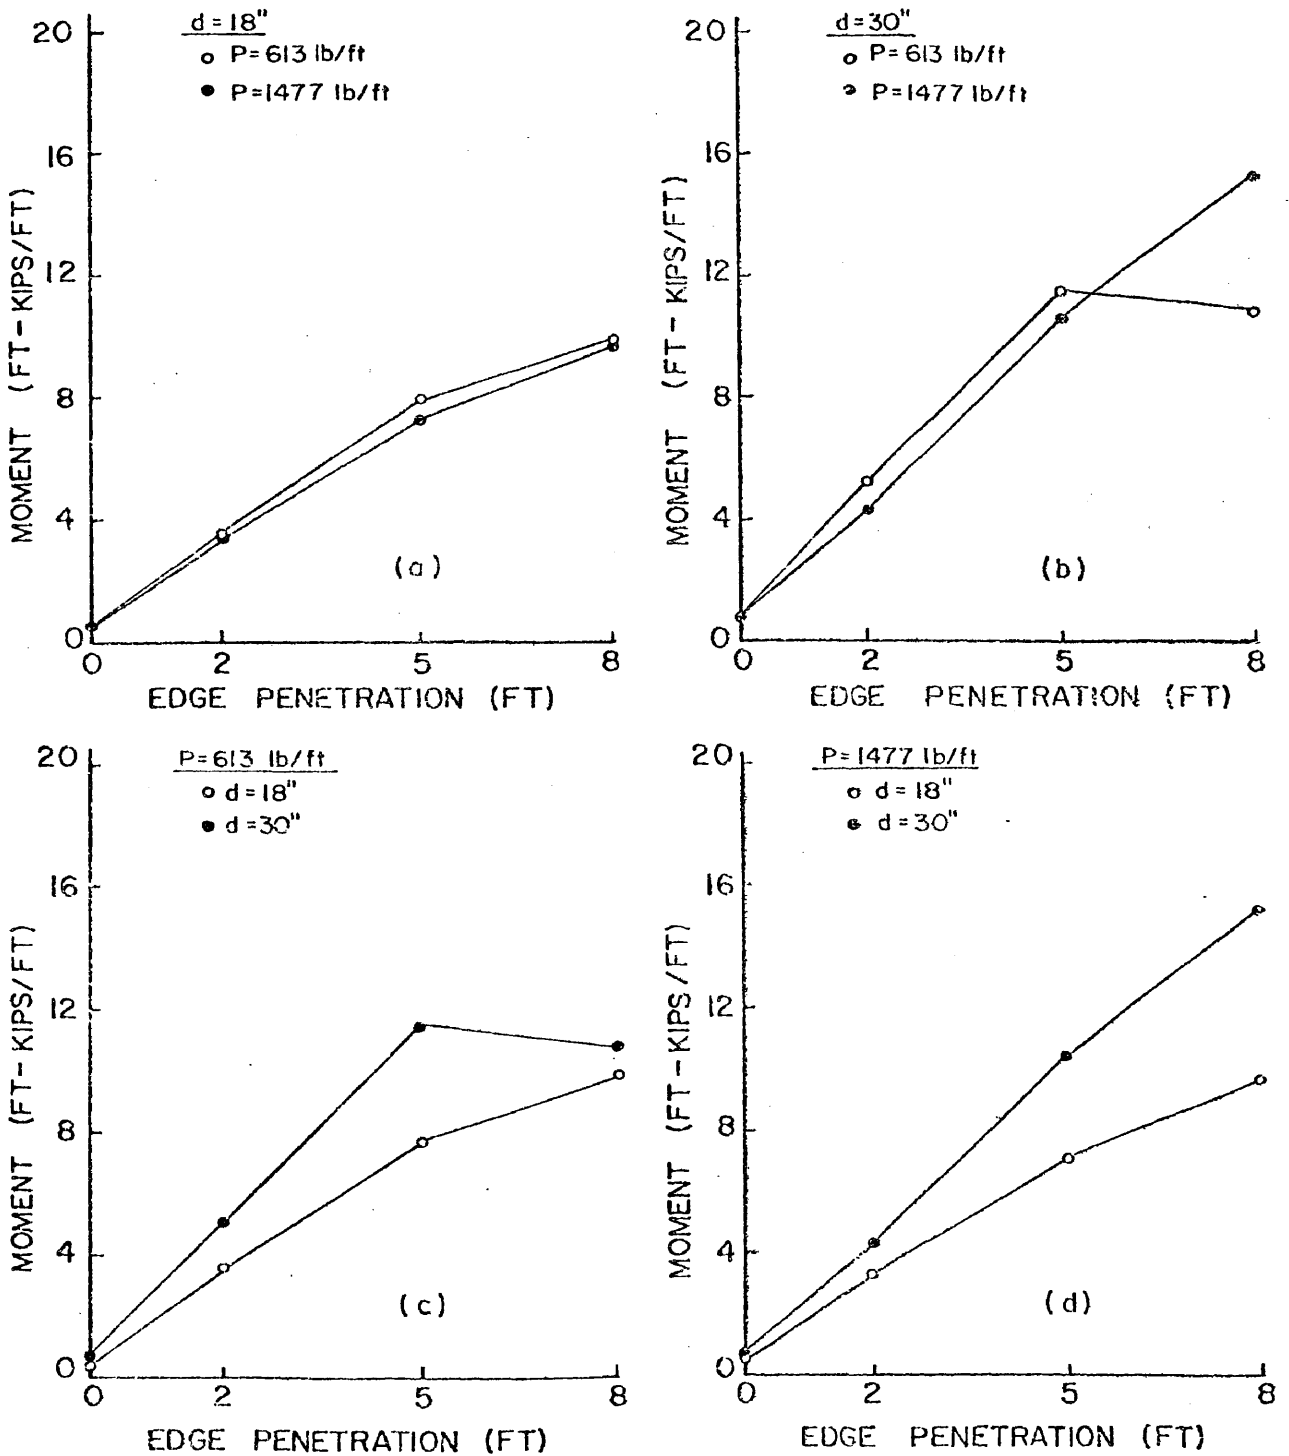 d=18"
P=613 lb/ft
P=1477 lb/ft
20
16
12
8
4
0
MOMENT (FT-KIPS/FT)
(a)
0 2 5 8
EDGE PENETRATION (FT)
d=30"
P=613 lb/ft
P=1477 lb/ft
20
16
12
8
4
0
MOMENT (FT-KIPS/FT)
(b)
0 2 5 8
EDGE PENETRATION (FT)
P=613 lb/ft
d=18"
d=30"
20
16
12
8
4
0
MOMENT (FT-KIPS/FT)
(c)
0 2 5 8
EDGE PENETRATION (FT)
P=1477 lb/ft
d=18"
d=30"
20
16
12
8
4
0
MOMENT (FT-KIPS/FT)
(d)
0 2 5 8
EDGE PENETRATION (FT)